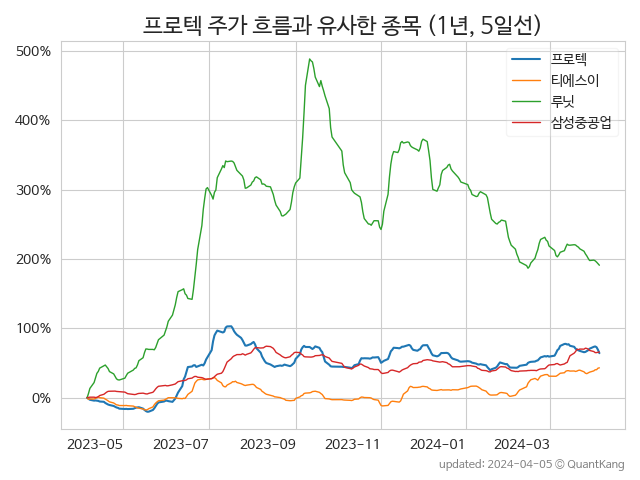 프로텍 주가 흐름과 유사한 종목 (1년, 5일선)
500%
400%
300%
200%
100%
0%
프로텍
티에스이
루닛
삼성중공업
2023-05
2023-07
2023-09
2023-11
2024-01
2024-03
updated: 2024-04-05 © QuantKang